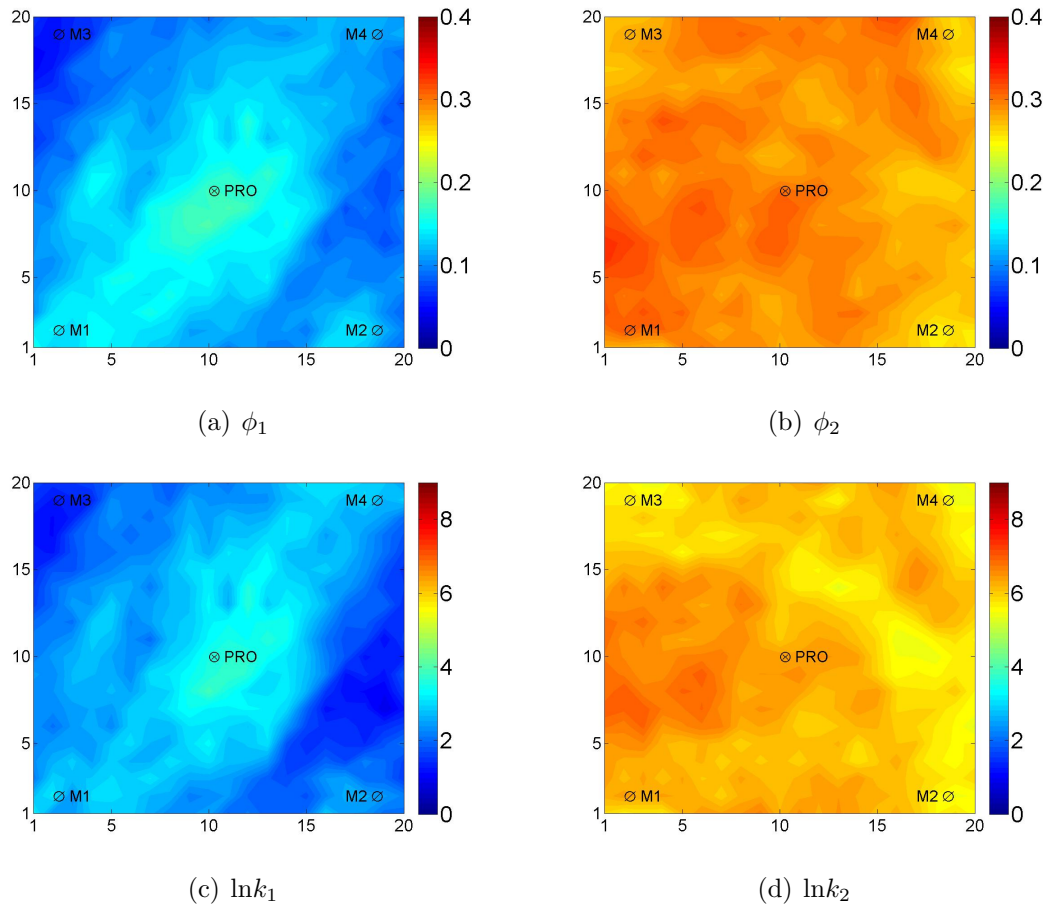 20 ∅ M3 M4 ∅ 0.4
15 0.3
10 ⊗ PRO 0.2
5 0.1
1 ∅ M1 M2 ∅ 0
1 5 10 15 20
(a) ϕ₁
20 ∅ M3 M4 ∅ 0.4
15 0.3
10 ⊗ PRO 0.2
5 0.1
1 ∅ M1 M2 ∅ 0
1 5 10 15 20
(b) ϕ₂
20 ∅ M3 M4 ∅ 8
15 6
10 ⊗ PRO 4
5 2
1 ∅ M1 M2 ∅ 0
1 5 10 15 20
(c) lnk₁
20 ∅ M3 M4 ∅ 8
15 6
10 ⊗ PRO 4
5 2
1 ∅ M1 M2 ∅ 0
1 5 10 15 20
(d) lnk₂